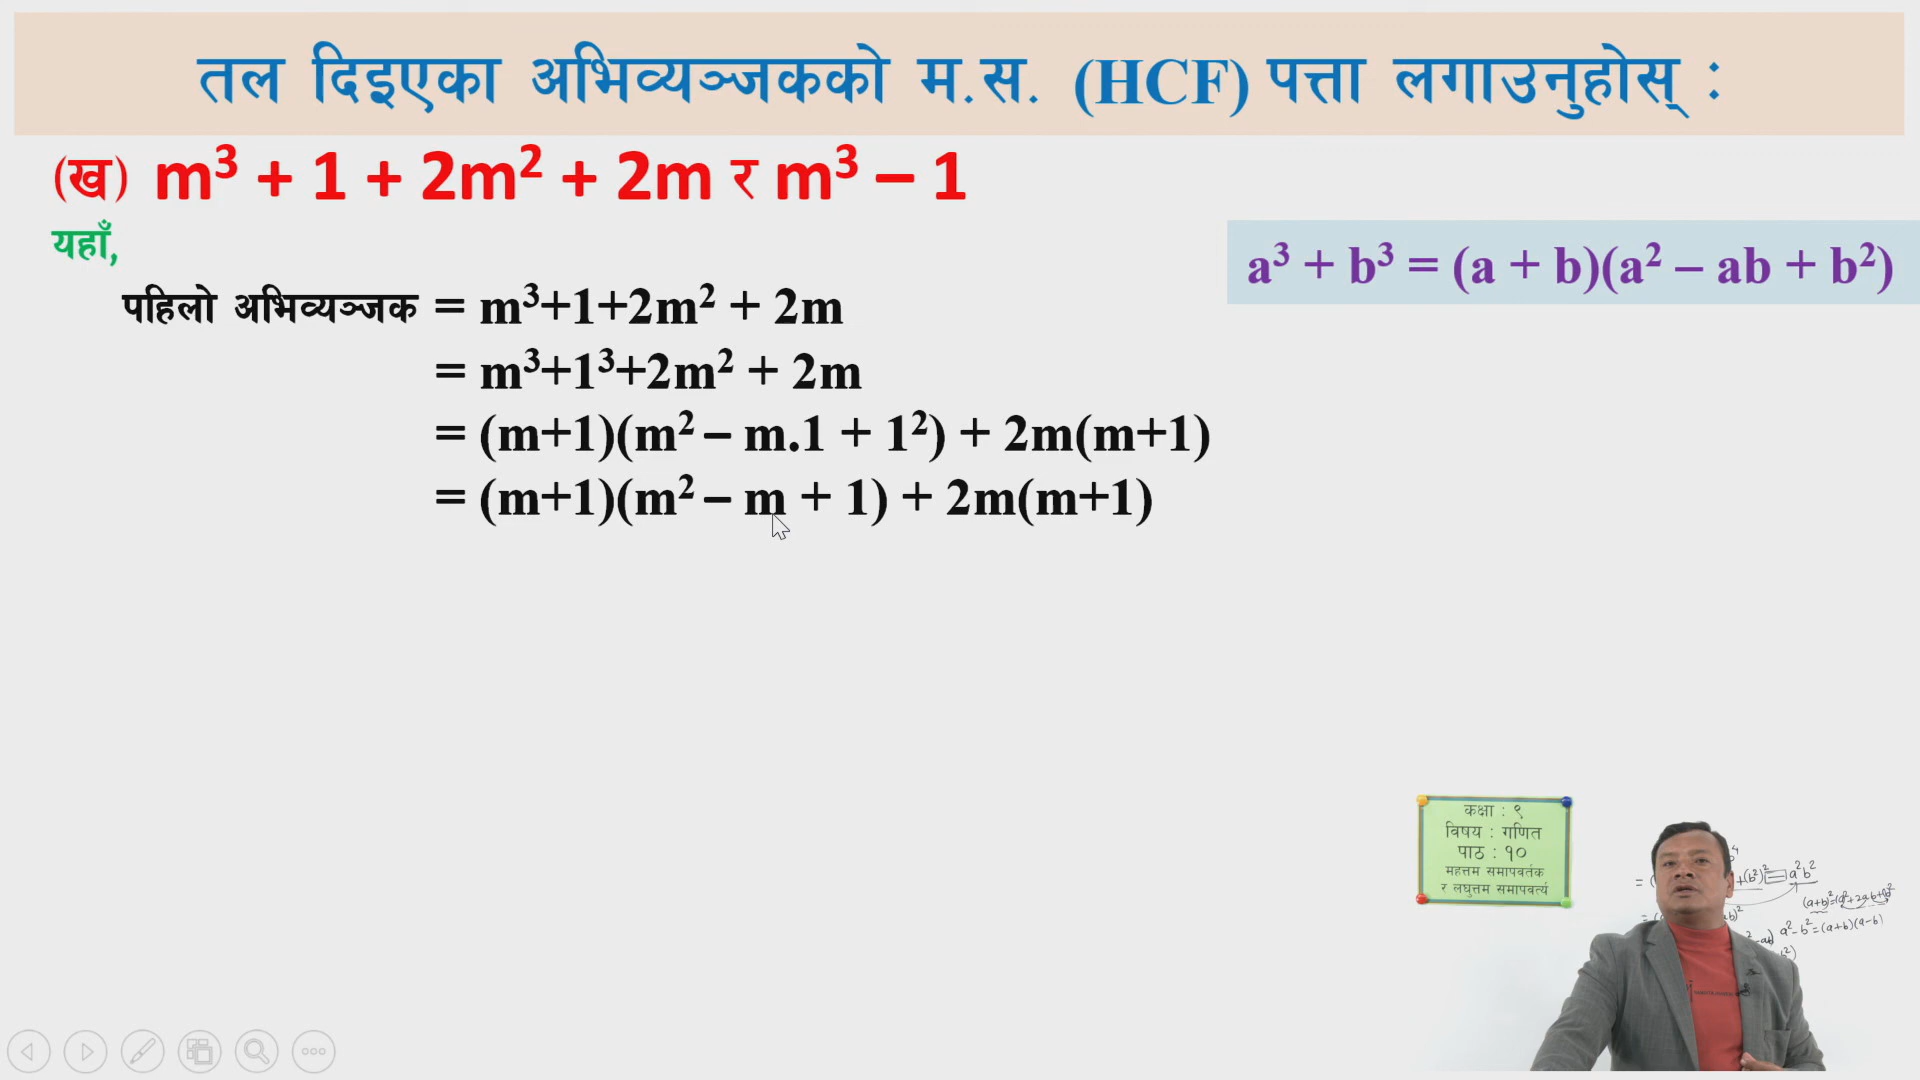 तल दिइएका अभिव्यञ्जकको म.स. (HCF) पत्ता लगाउनुहोस् :
(ख) m³ + 1 + 2m² + 2m र m³ – 1
यहाँ,
a³ + b³ = (a + b)(a² – ab + b²)
पहिलो अभिव्यञ्जक = m³+1+2m² + 2m
= m³+1³+2m² + 2m
= (m+1)(m² – m.1 + 1²) + 2m(m+1)
= (m+1)(m² – m + 1) + 2m(m+1)
कक्षा : ९
विषय : गणित
पाठ : १०
महत्तम समापवर्तक
र लघुत्तम समापवर्त्य
a²b²
a² – b² = (a+b)(a–b)